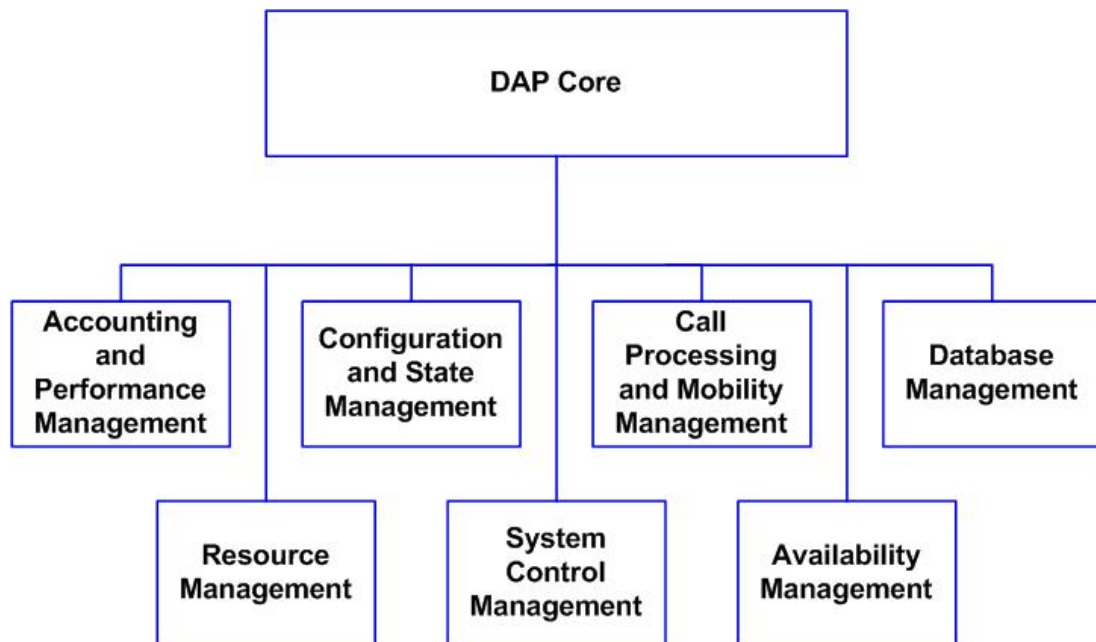 DAP Core
Accounting
and
Performance
Management
Configuration
and State
Management
Call
Processing
and Mobility
Management
Database
Management
Resource
Management
System
Control
Management
Availability
Management